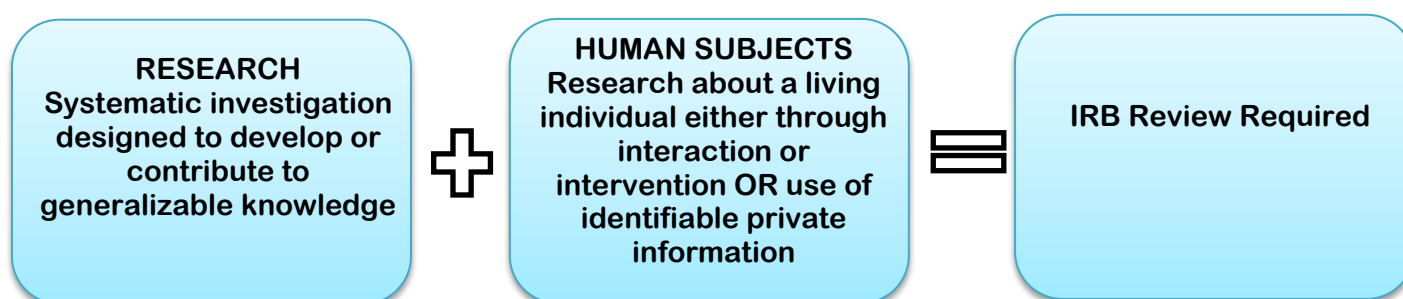 RESEARCH
Systematic investigation
designed to develop or
contribute to
generalizable knowledge
HUMAN SUBJECTS
Research about a living
individual either through
interaction or
intervention OR use of
identifiable private
information
IRB Review Required